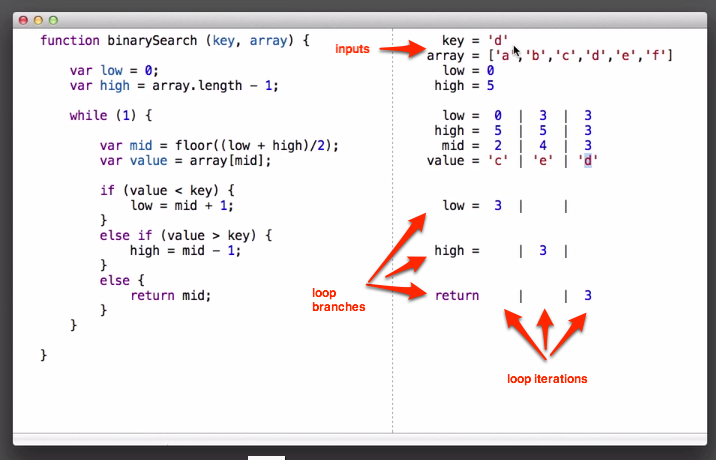 function binarySearch (key, array) {
var low = 0;
var high = array.length - 1;
while (1) {
var mid = floor((low + high)/2);
var value = array[mid];
if (value < key) {
low = mid + 1;
}
else if (value > key) {
high = mid - 1;
}
else {
return mid;
}
}
}
inputs
key = 'd'
array = ['a','b','c','d','e','f']
low = 0
high = 5
low = 0 | 3 | 3
high = 5 | 5 | 3
mid = 2 | 4 | 3
value = 'c' | 'e' | 'd'
low = 3 | |
high = | 3 |
return | | 3
loop
branches
loop iterations